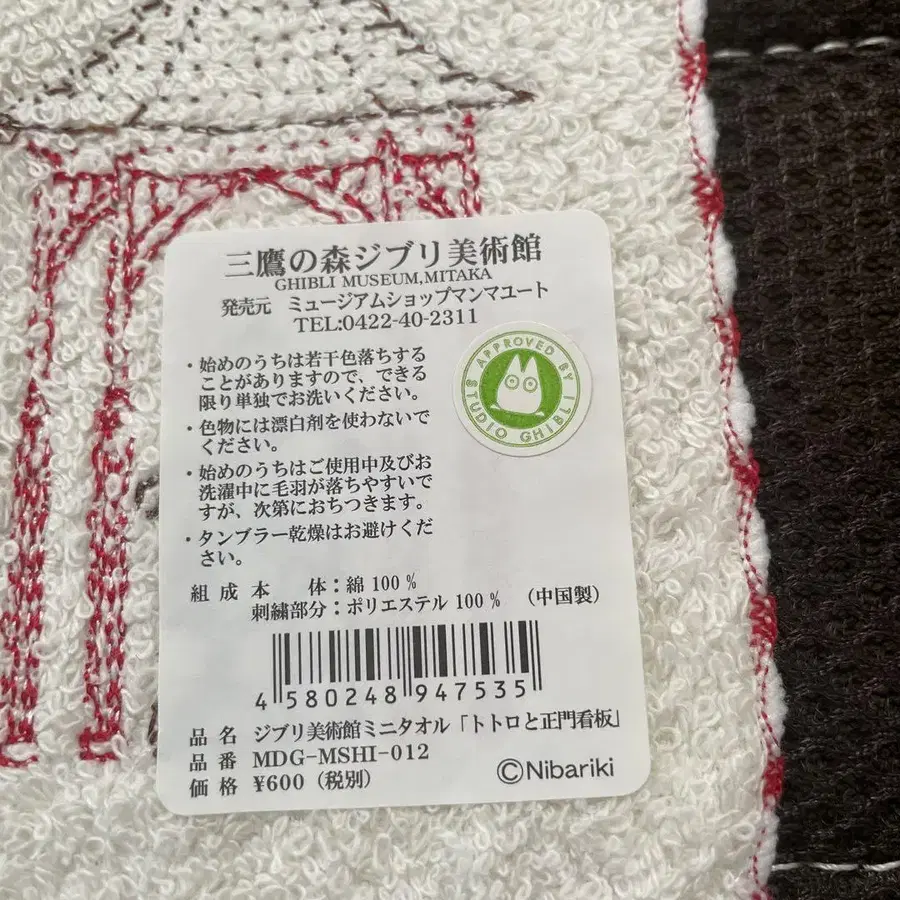 三鷹の森ジブリ美術館
GHIBLI MUSEUM,MITAKA
発売元 ミュージアムショップマンマユート
TEL:0422-40-2311
・始めのうちは若干色落ちする
ことがありますので、できる
限り単独でお洗いください。
・色物には漂白剤を使わないで
ください。
・始めのうちはご使用中及びお
洗濯中に毛羽が落ちやすいで
すが、次第におちつきます。
・タンブラー乾燥はお避けくだ
さい。
APPROVED BY
STUDIO GHIBLI
組成 本 体：綿 100 %
刺繍部分：ポリエステル 100 % （中国製）
4 580248 947535
品 名 ジブリ美術館ミニタオル「トトロと正門看板」
品 番 MDG-MSHI-012
価 格 ¥600（税別）
©Nibariki